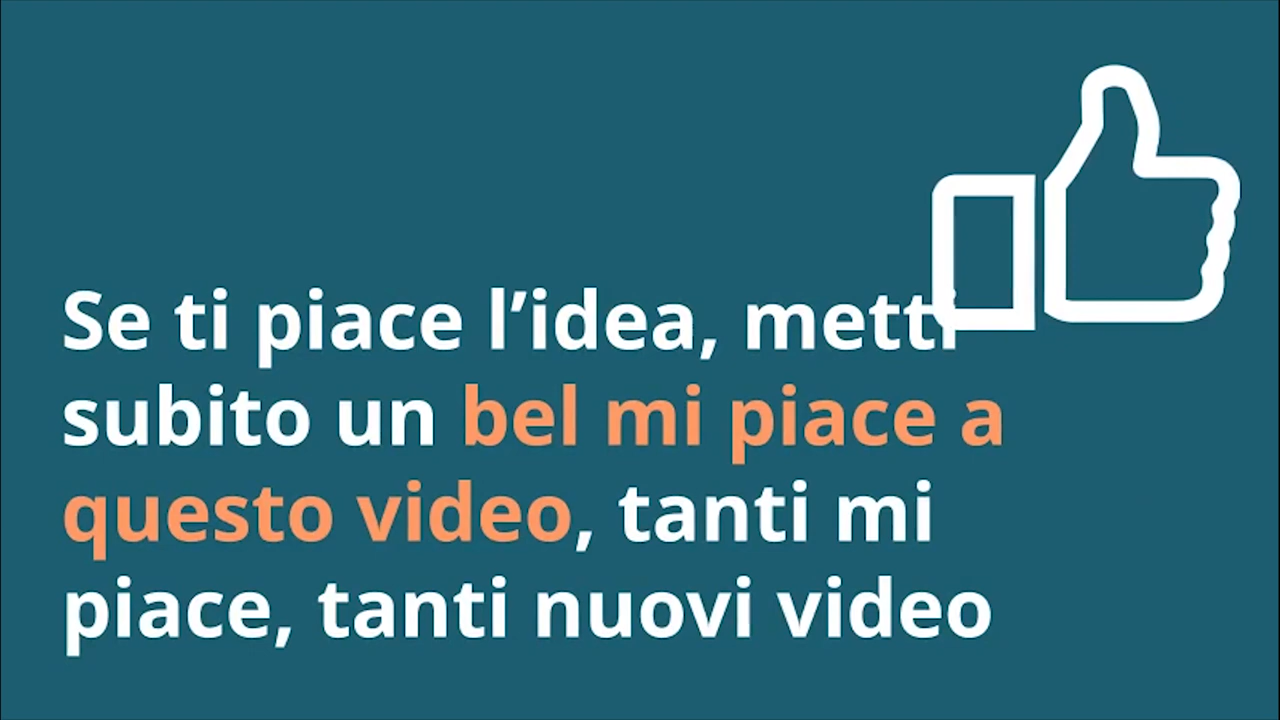 Se ti piace l’idea, metti
subito un bel mi piace a
questo video, tanti mi
piace, tanti nuovi video